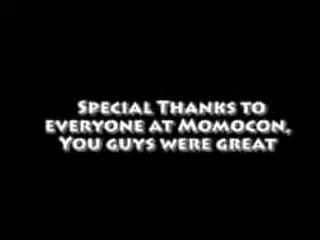 Special Thanks to
everyone at Momocon,
You guys were great